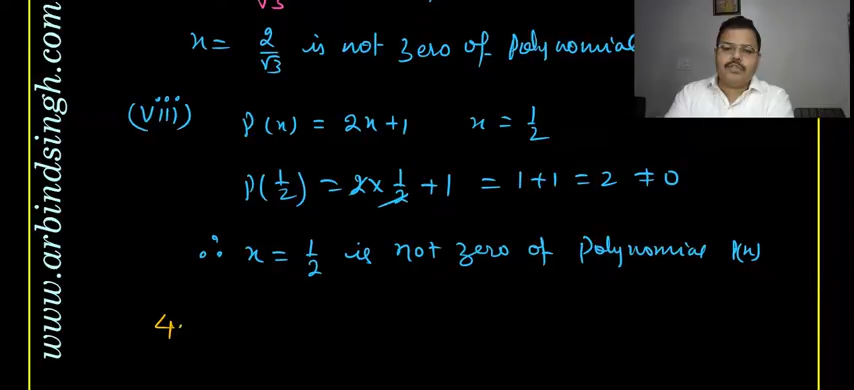 √3
x = 2/√3 is not zero of polynomial
(viii) P(x) = 2x+1 x = 1/2
P(1/2) = 2 × 1/2 + 1 = 1+1 = 2 ≠ 0
∴ x = 1/2 is not zero of polynomial P(x)
4.
www.arbindsingh.com